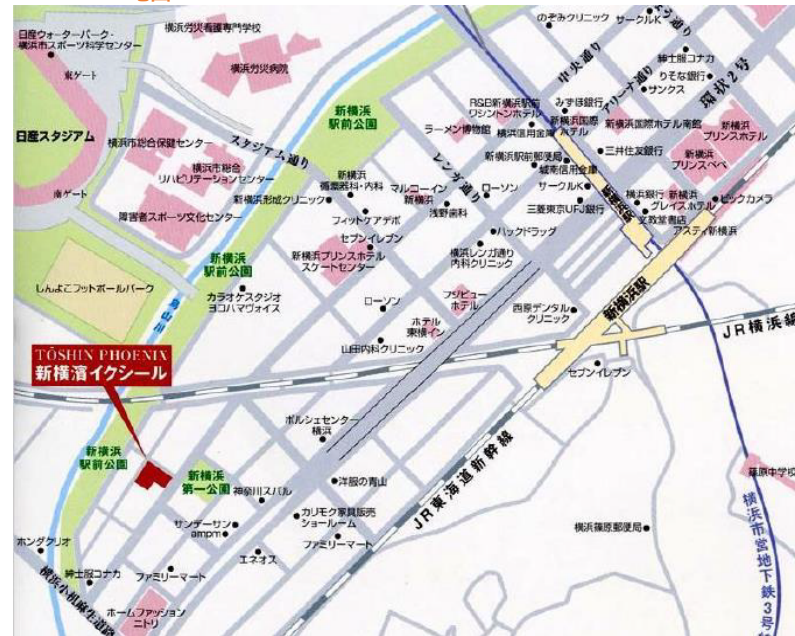 日産ウォーターパーク・
横浜市スポーツ科学センター
横浜労災看護専門学校
横浜労災病院
東ゲート
日産スタジアム
南ゲート
横浜市総合保健センター
横浜市総合
リハビリテーションセンター
障害者スポーツ文化センター
スタジアム通り
新横浜
駅前公園
のぞみクリニック
サークルK
中央通り
アリーナ通り
紳士服コナカ
りそな銀行
サンクス
環状2号
R&B新横浜駅前
ワシントンホテル
みずほ銀行
ラーメン博物館
横浜信用金庫
新横浜国際
ホテル
新横浜国際ホテル南館
新横浜
プリンスホテル
新横浜
プリンスペペ
三井住友銀行
新横浜駅前郵便局
城南信用金庫
サークルK
三菱東京UFJ銀行
横浜銀行
新横浜
グレイスホテル
文教堂書店
ビックカメラ
アスティ新横浜
レンガ通り
新横浜
循環器科・内科
新横浜形成クリニック
マルコーイン
新横浜
ローソン
浅野歯科
フィットケアデポ
セブンイレブン
新横浜プリンスホテル
スケートセンター
ハックドラッグ
横浜レンガ通り
内科クリニック
新横浜
駅前公園
しんよこフットボールパーク
鳥山川
カラオケスタジオ
ヨコハマヴォイス
ローソン
フジビュー
ホテル
ホテル
東横イン
山田内科クリニック
西原デンタル
クリニック
新横浜駅
JR横浜線
セブンイレブン
TŌSHIN PHOENIX
新横濱イクシール
新横浜
駅前公園
新横浜
第一公園
ポルシェセンター
横浜
神奈川スバル
洋服の青山
カリモク家具販売
ショールーム
ファミリーマート
サンデーサン
ampm
エネオス
JR東海道新幹線
横浜篠原郵便局
篠原中学校
横浜市営地下鉄3号
ホンダクリオ
紳士服コナカ
ファミリーマート
横浜小机麻生道路
ホームファッション
ニトリ